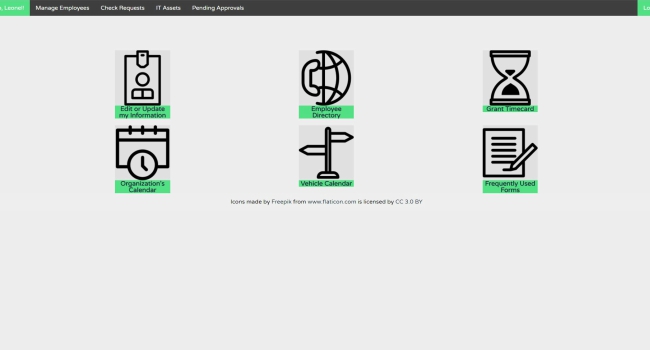 Manage Employees Check Requests IT Assets Pending Approvals
Edit or Update
my Information
Employee
Directory
Grant Timecard
Organization's
Calendar
Vehicle Calendar
Frequently Used
Forms
Icons made by Freepik from www.flaticon.com is licensed by CC 3.0 BY